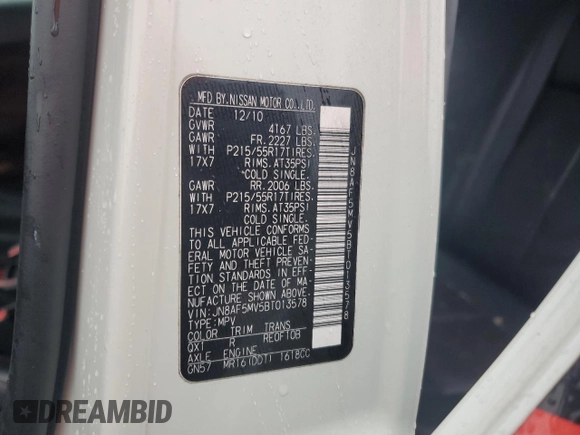 MFD.BY.NISSAN MOTOR CO.,LTD.
DATE 12/10
GVWR 4167 LBS.
GAWR FR. 2227 LBS.
WITH P215/55R17TIRES.
17X7 RIMS.AT35PSI
COLD SINGLE.
GAWR RR. 2006 LBS.
WITH P215/55R17TIRES.
17X7 RIMS.AT35PSI
COLD SINGLE.
THIS VEHICLE CONFORMS
TO ALL APPLICABLE FED-
ERAL MOTOR VEHICLE SA-
FETY AND THEFT PREVEN-
TION STANDARDS IN EFF-
ECT ON THE DATE OF MA-
NUFACTURE SHOWN ABOVE.
VIN:JN8AF5MV5BT013578
TYPE:MPV
COLOR TRIM TRANS
QX1 R RE0F10B
AXLE ENGINE
GN57 MR16(DDT) 1618CC
JN8AF5MV5BT013578
DREAMBID